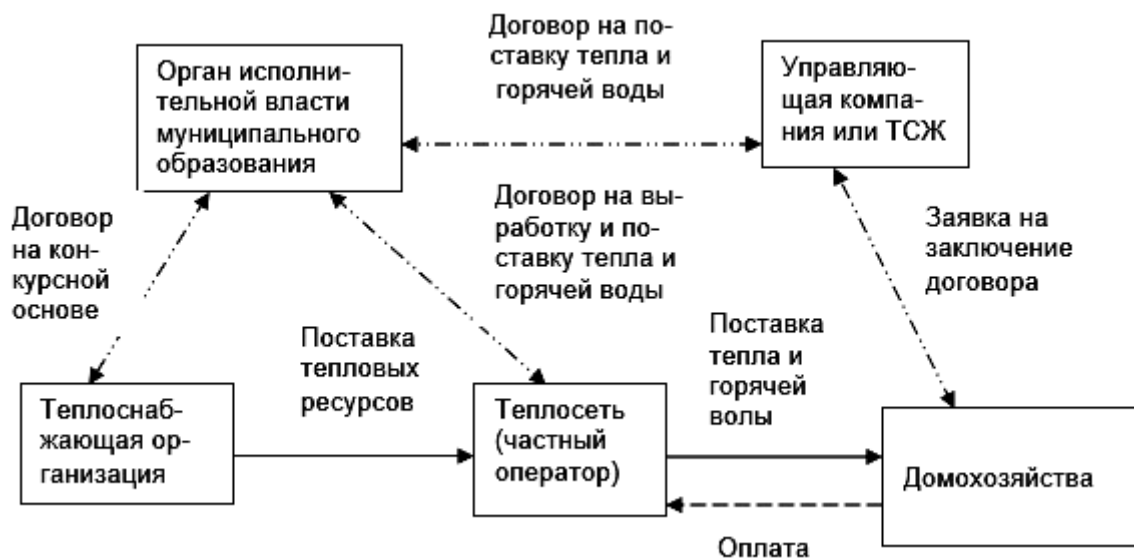 Договор на по-
ставку тепла и
горячей воды
Орган исполни-
тельной власти
муниципального
образования
Управляю-
щая компа-
ния или ТСЖ
Договор
на кон-
курсной
основе
Договор на вы-
работку и по-
ставку тепла и
горячей воды
Заявка на
заключение
договора
Поставка
тепловых
ресурсов
Поставка
тепла и
горячей
волы
Теплоснаб-
жающая ор-
ганизация
Теплосеть
(частный
оператор)
Домохозяйства
Оплата